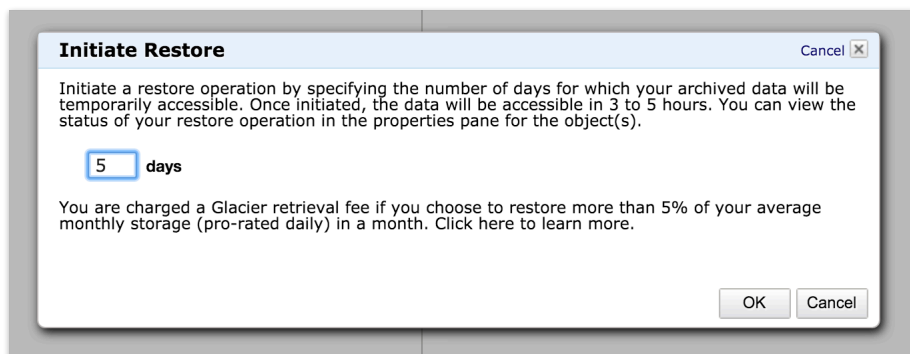 Initiate Restore
Cancel
Initiate a restore operation by specifying the number of days for which your archived data will be
temporarily accessible. Once initiated, the data will be accessible in 3 to 5 hours. You can view the
status of your restore operation in the properties pane for the object(s).
5 days
You are charged a Glacier retrieval fee if you choose to restore more than 5% of your average
monthly storage (pro-rated daily) in a month. Click here to learn more.
OK Cancel